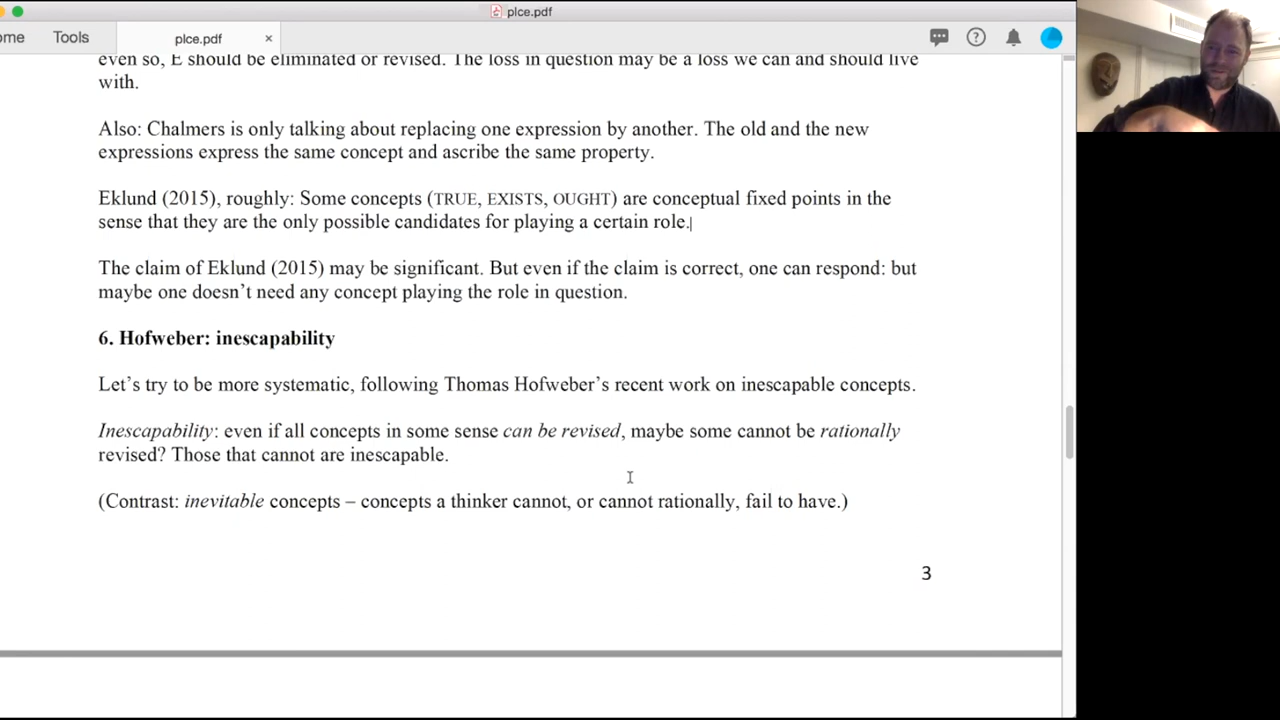 plce.pdf
ome
Tools
plce.pdf
×
even so, E should be eliminated or revised. The loss in question may be a loss we can and should live
with.
Also: Chalmers is only talking about replacing one expression by another. The old and the new
expressions express the same concept and ascribe the same property.
Eklund (2015), roughly: Some concepts (TRUE, EXISTS, OUGHT) are conceptual fixed points in the
sense that they are the only possible candidates for playing a certain role.
The claim of Eklund (2015) may be significant. But even if the claim is correct, one can respond: but
maybe one doesn’t need any concept playing the role in question.
6. Hofweber: inescapability
Let’s try to be more systematic, following Thomas Hofweber’s recent work on inescapable concepts.
Inescapability: even if all concepts in some sense can be revised, maybe some cannot be rationally
revised? Those that cannot are inescapable.
(Contrast: inevitable concepts – concepts a thinker cannot, or cannot rationally, fail to have.)
3